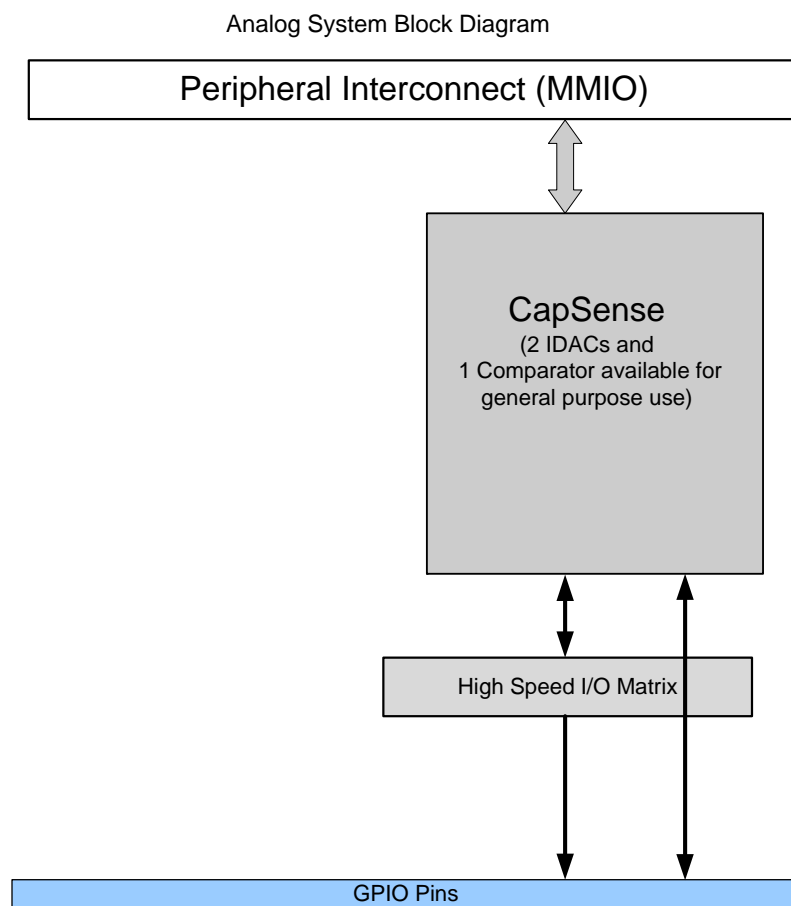 Analog System Block Diagram
Peripheral Interconnect (MMIO)
CapSense
(2 IDACs and
1 Comparator available for
general purpose use)
High Speed I/O Matrix
GPIO Pins